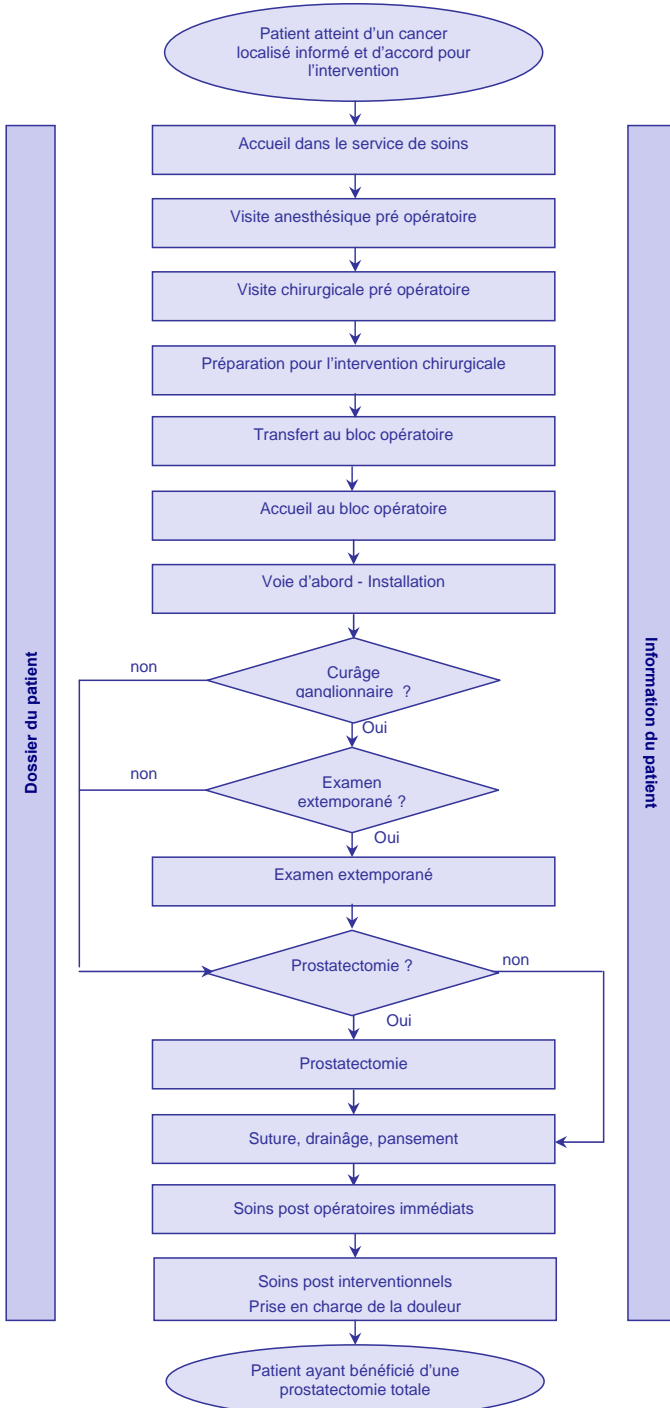 Patient atteint d'un cancer
localisé informé et d'accord pour
l'intervention
Accueil dans le service de soins
Visite anesthésique pré opératoire
Visite chirurgicale pré opératoire
Préparation pour l'intervention chirurgicale
Transfert au bloc opératoire
Accueil au bloc opératoire
Voie d'abord - Installation
Dossier du patient
Information du patient
non
Curâge
ganglionnaire ?
Oui
non
Examen
extemporané ?
Oui
Examen extemporané
Prostatectomie ?
non
Oui
Prostatectomie
Suture, drainâge, pansement
Soins post opératoires immédiats
Soins post interventionnels
Prise en charge de la douleur
Patient ayant bénéficié d'une
prostatectomie totale